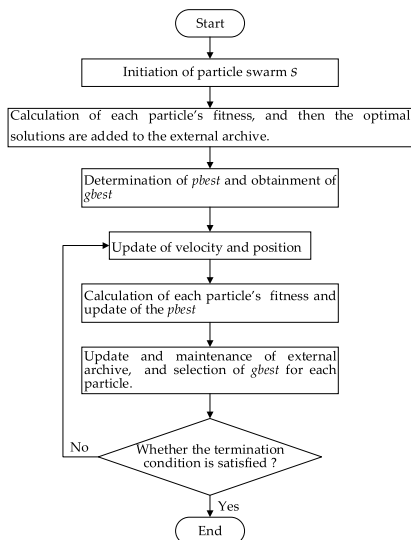 Start
Initiation of particle swarm S
Calculation of each particle's fitness, and then the optimal
solutions are added to the external archive.
Determination of pbest and obtainment of
gbest
Update of velocity and position
Calculation of each particle's fitness and
update of the pbest
Update and maintenance of external
archive, and selection of gbest for each
particle.
No
Whether the termination
condition is satisfied ?
Yes
End